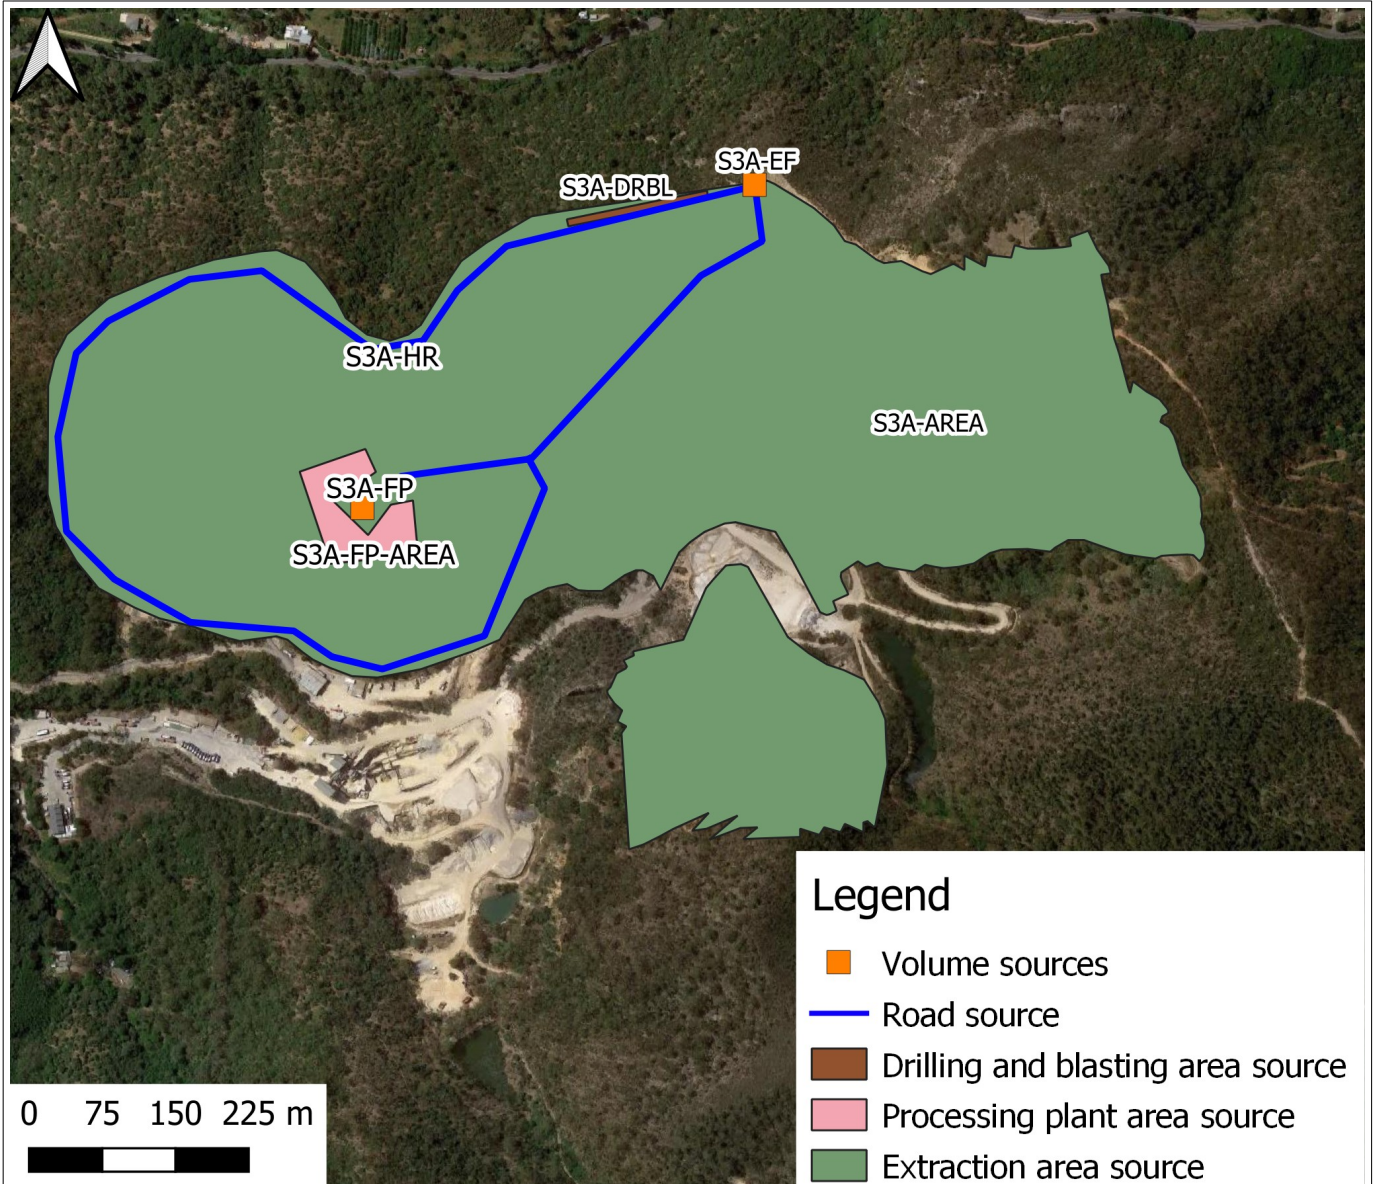 S3A-EF
S3A-DRBL
S3A-HR
S3A-AREA
S3A-FP
S3A-FP-AREA
Legend
Volume sources
Road source
Drilling and blasting area source
Processing plant area source
Extraction area source
0 75 150 225 m